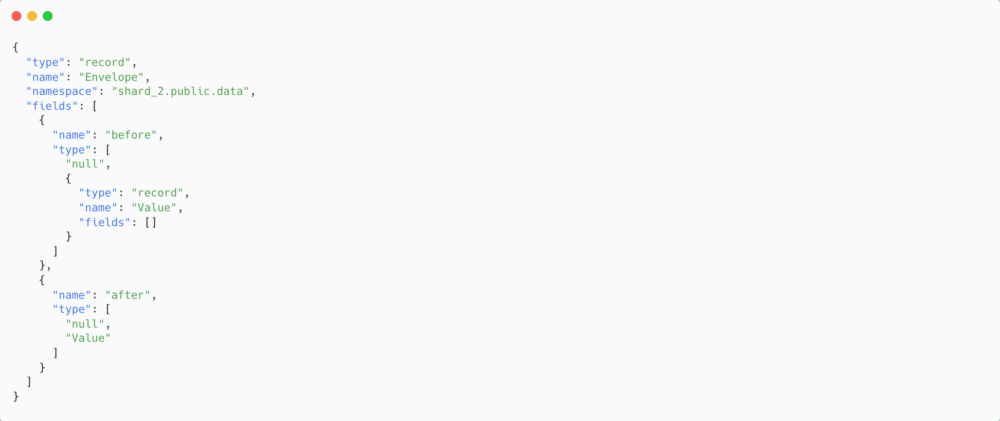 {
  "type": "record",
  "name": "Envelope",
  "namespace": "shard_2.public.data",
  "fields": [
    {
      "name": "before",
      "type": [
        "null",
        {
          "type": "record",
          "name": "Value",
          "fields": []
        }
      ]
    },
    {
      "name": "after",
      "type": [
        "null",
        "Value"
      ]
    }
  ]
}